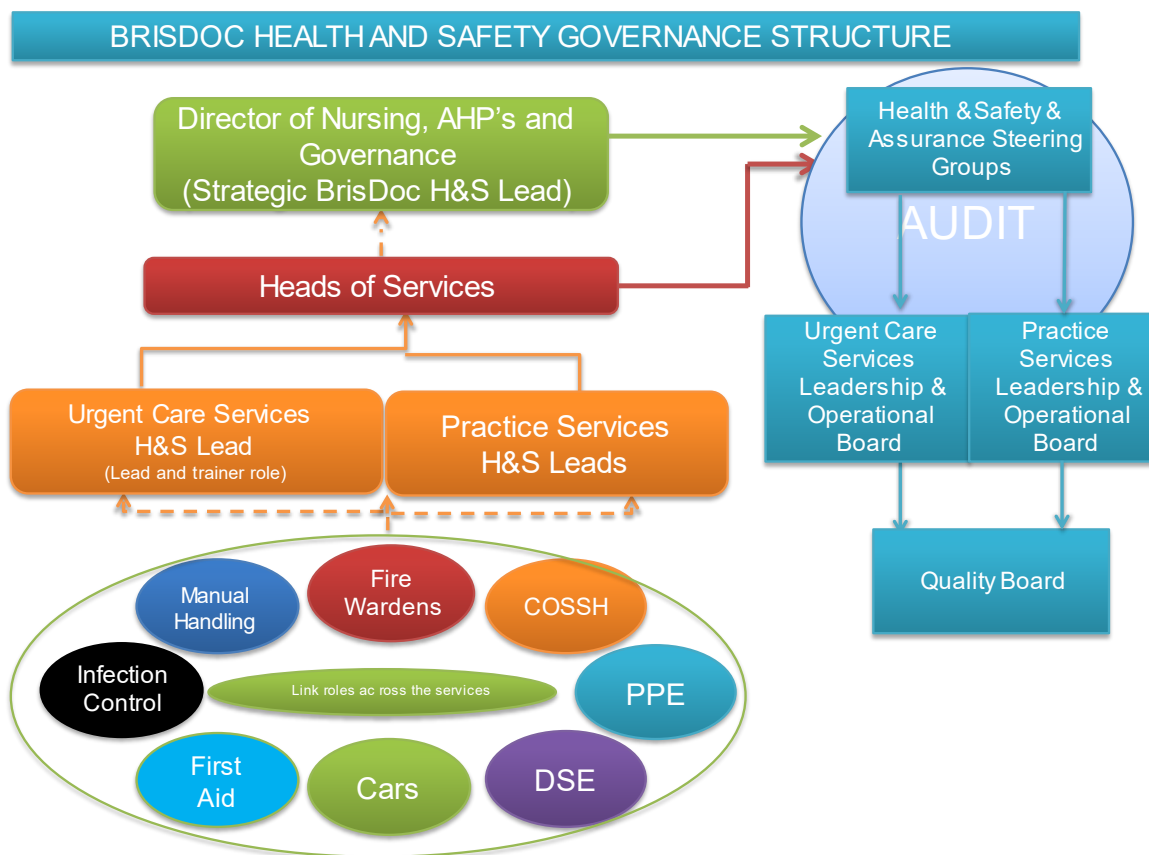 BRISDOC HEALTH AND SAFETY GOVERNANCE STRUCTURE
Director of Nursing, AHP's and
Governance
(Strategic BrisDoc H&S Lead)
Health & Safety &
Assurance Steering
Groups
AUDIT
Heads of Services
Urgent Care
Services
Leadership &
Operational
Board
Practice
Services
Leadership &
Operational
Board
Urgent Care Services
H&S Lead
(Lead and trainer role)
Practice Services
H&S Leads
Quality Board
Manual
Handling
Fire
Wardens
COSSH
Infection
Control
Link roles ac ross the services
PPE
First
Aid
Cars
DSE